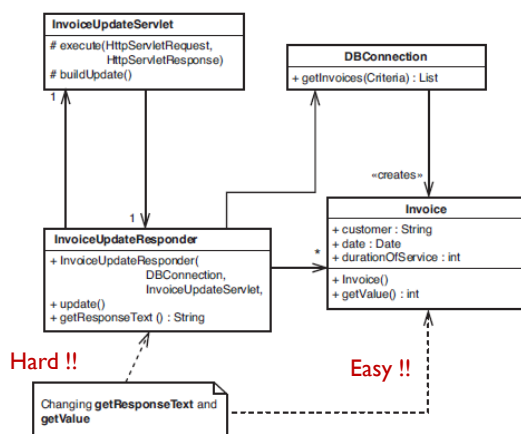 InvoiceUpdateServlet
# execute(HttpServletRequest,
HttpServletResponse)
# buildUpdate()
1
DBConnection
+ getInvoices(Criteria) : List
«creates»
1
Invoice
+ customer : String
+ date : Date
+ durationOfService : int
+ Invoice()
+ getValue() : int
*
InvoiceUpdateResponder
+ InvoiceUpdateResponder(
DBConnection,
InvoiceUpdateServlet,
+ update()
+ getResponseText () : String
Hard !!
Easy !!
Changing getResponseText and
getValue